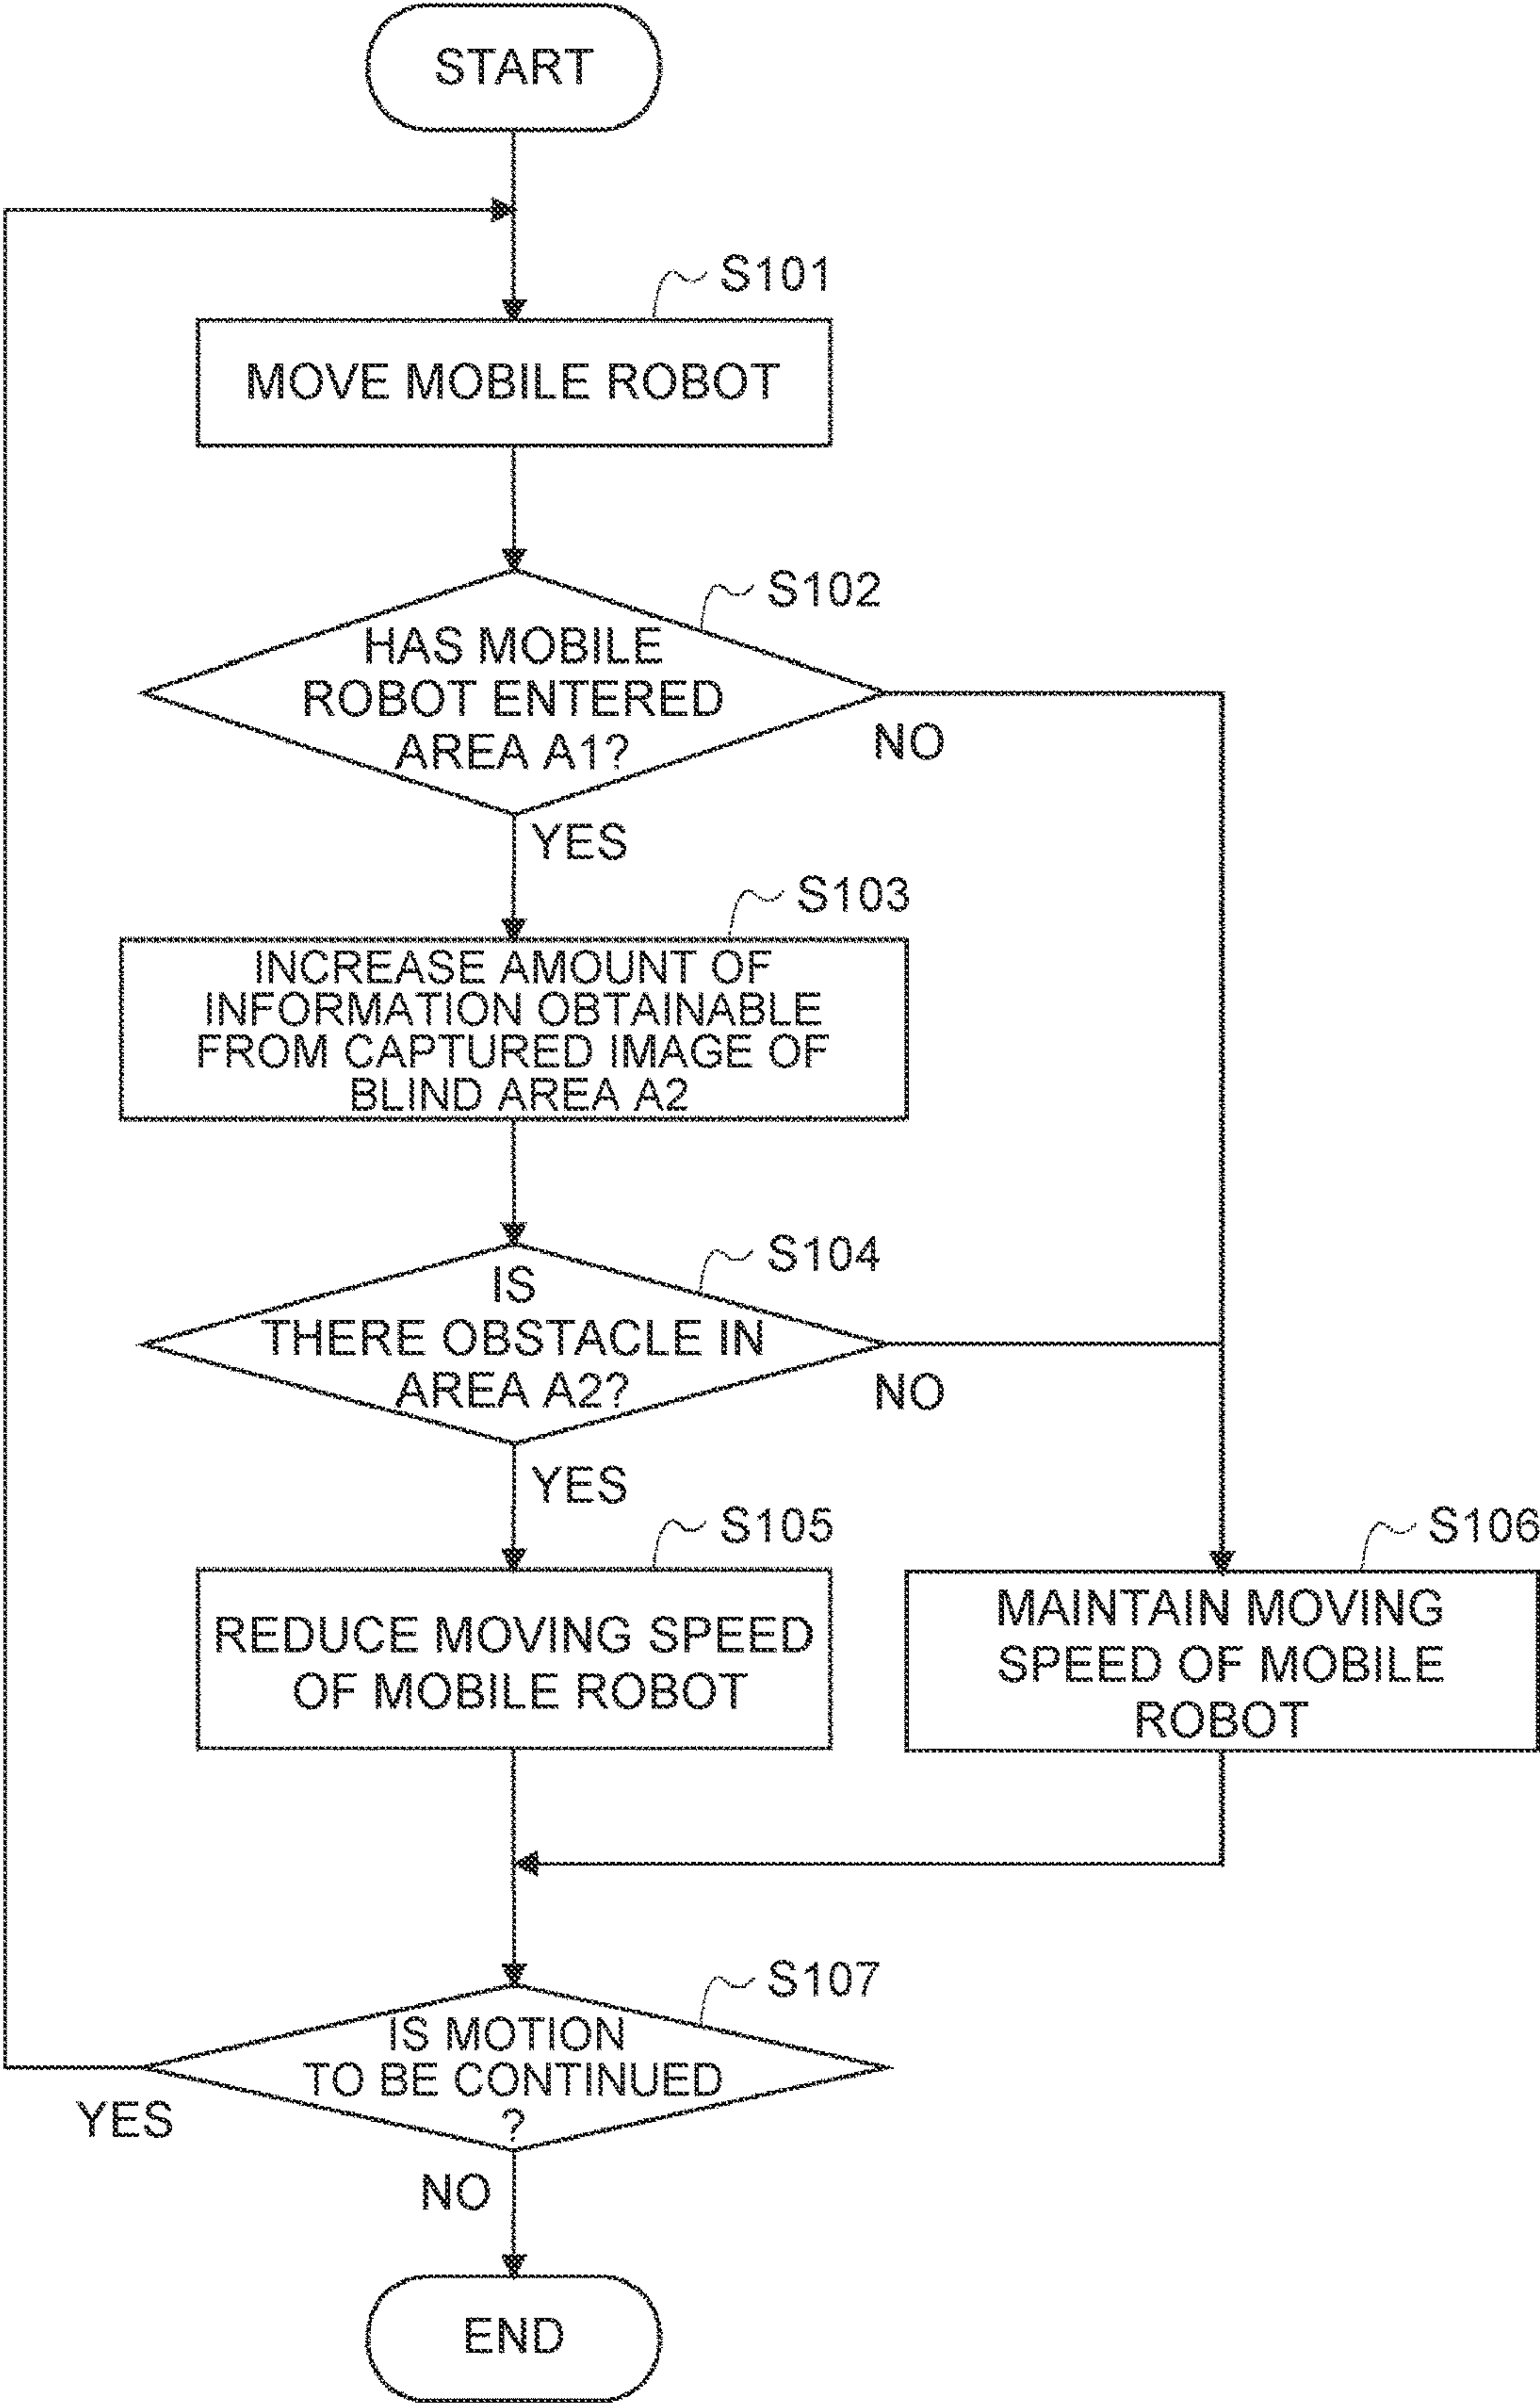 START
S101
MOVE MOBILE ROBOT
S102
HAS MOBILE
ROBOT ENTERED
AREA A1?
NO
YES
S103
INCREASE AMOUNT OF
INFORMATION OBTAINABLE
FROM CAPTURED IMAGE OF
BLIND AREA A2
S104
IS
THERE OBSTACLE IN
AREA A2?
NO
YES
S105
REDUCE MOVING SPEED
OF MOBILE ROBOT
S106
MAINTAIN MOVING
SPEED OF MOBILE
ROBOT
S107
IS MOTION
TO BE CONTINUED
?
YES
NO
END